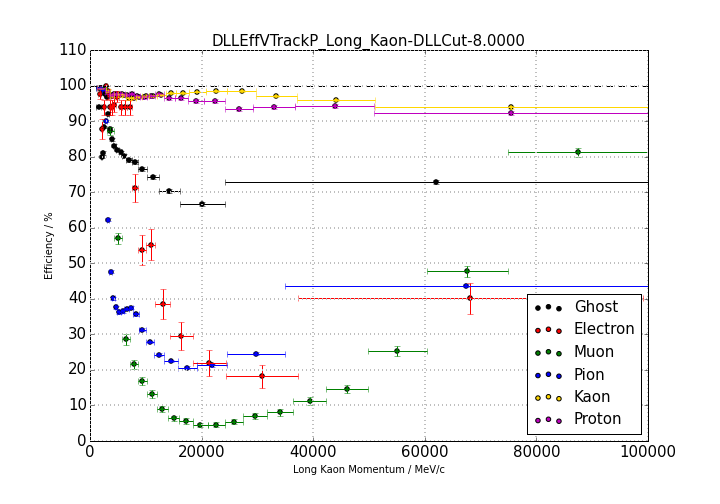 DLLEffVTrackP_Long_Kaon-DLLCut-8.0000
Efficiency / %
110
100
90
80
70
60
50
40
30
20
10
0
0
20000
40000
60000
80000
100000
Long Kaon Momentum / MeV/c
Ghost
Electron
Muon
Pion
Kaon
Proton